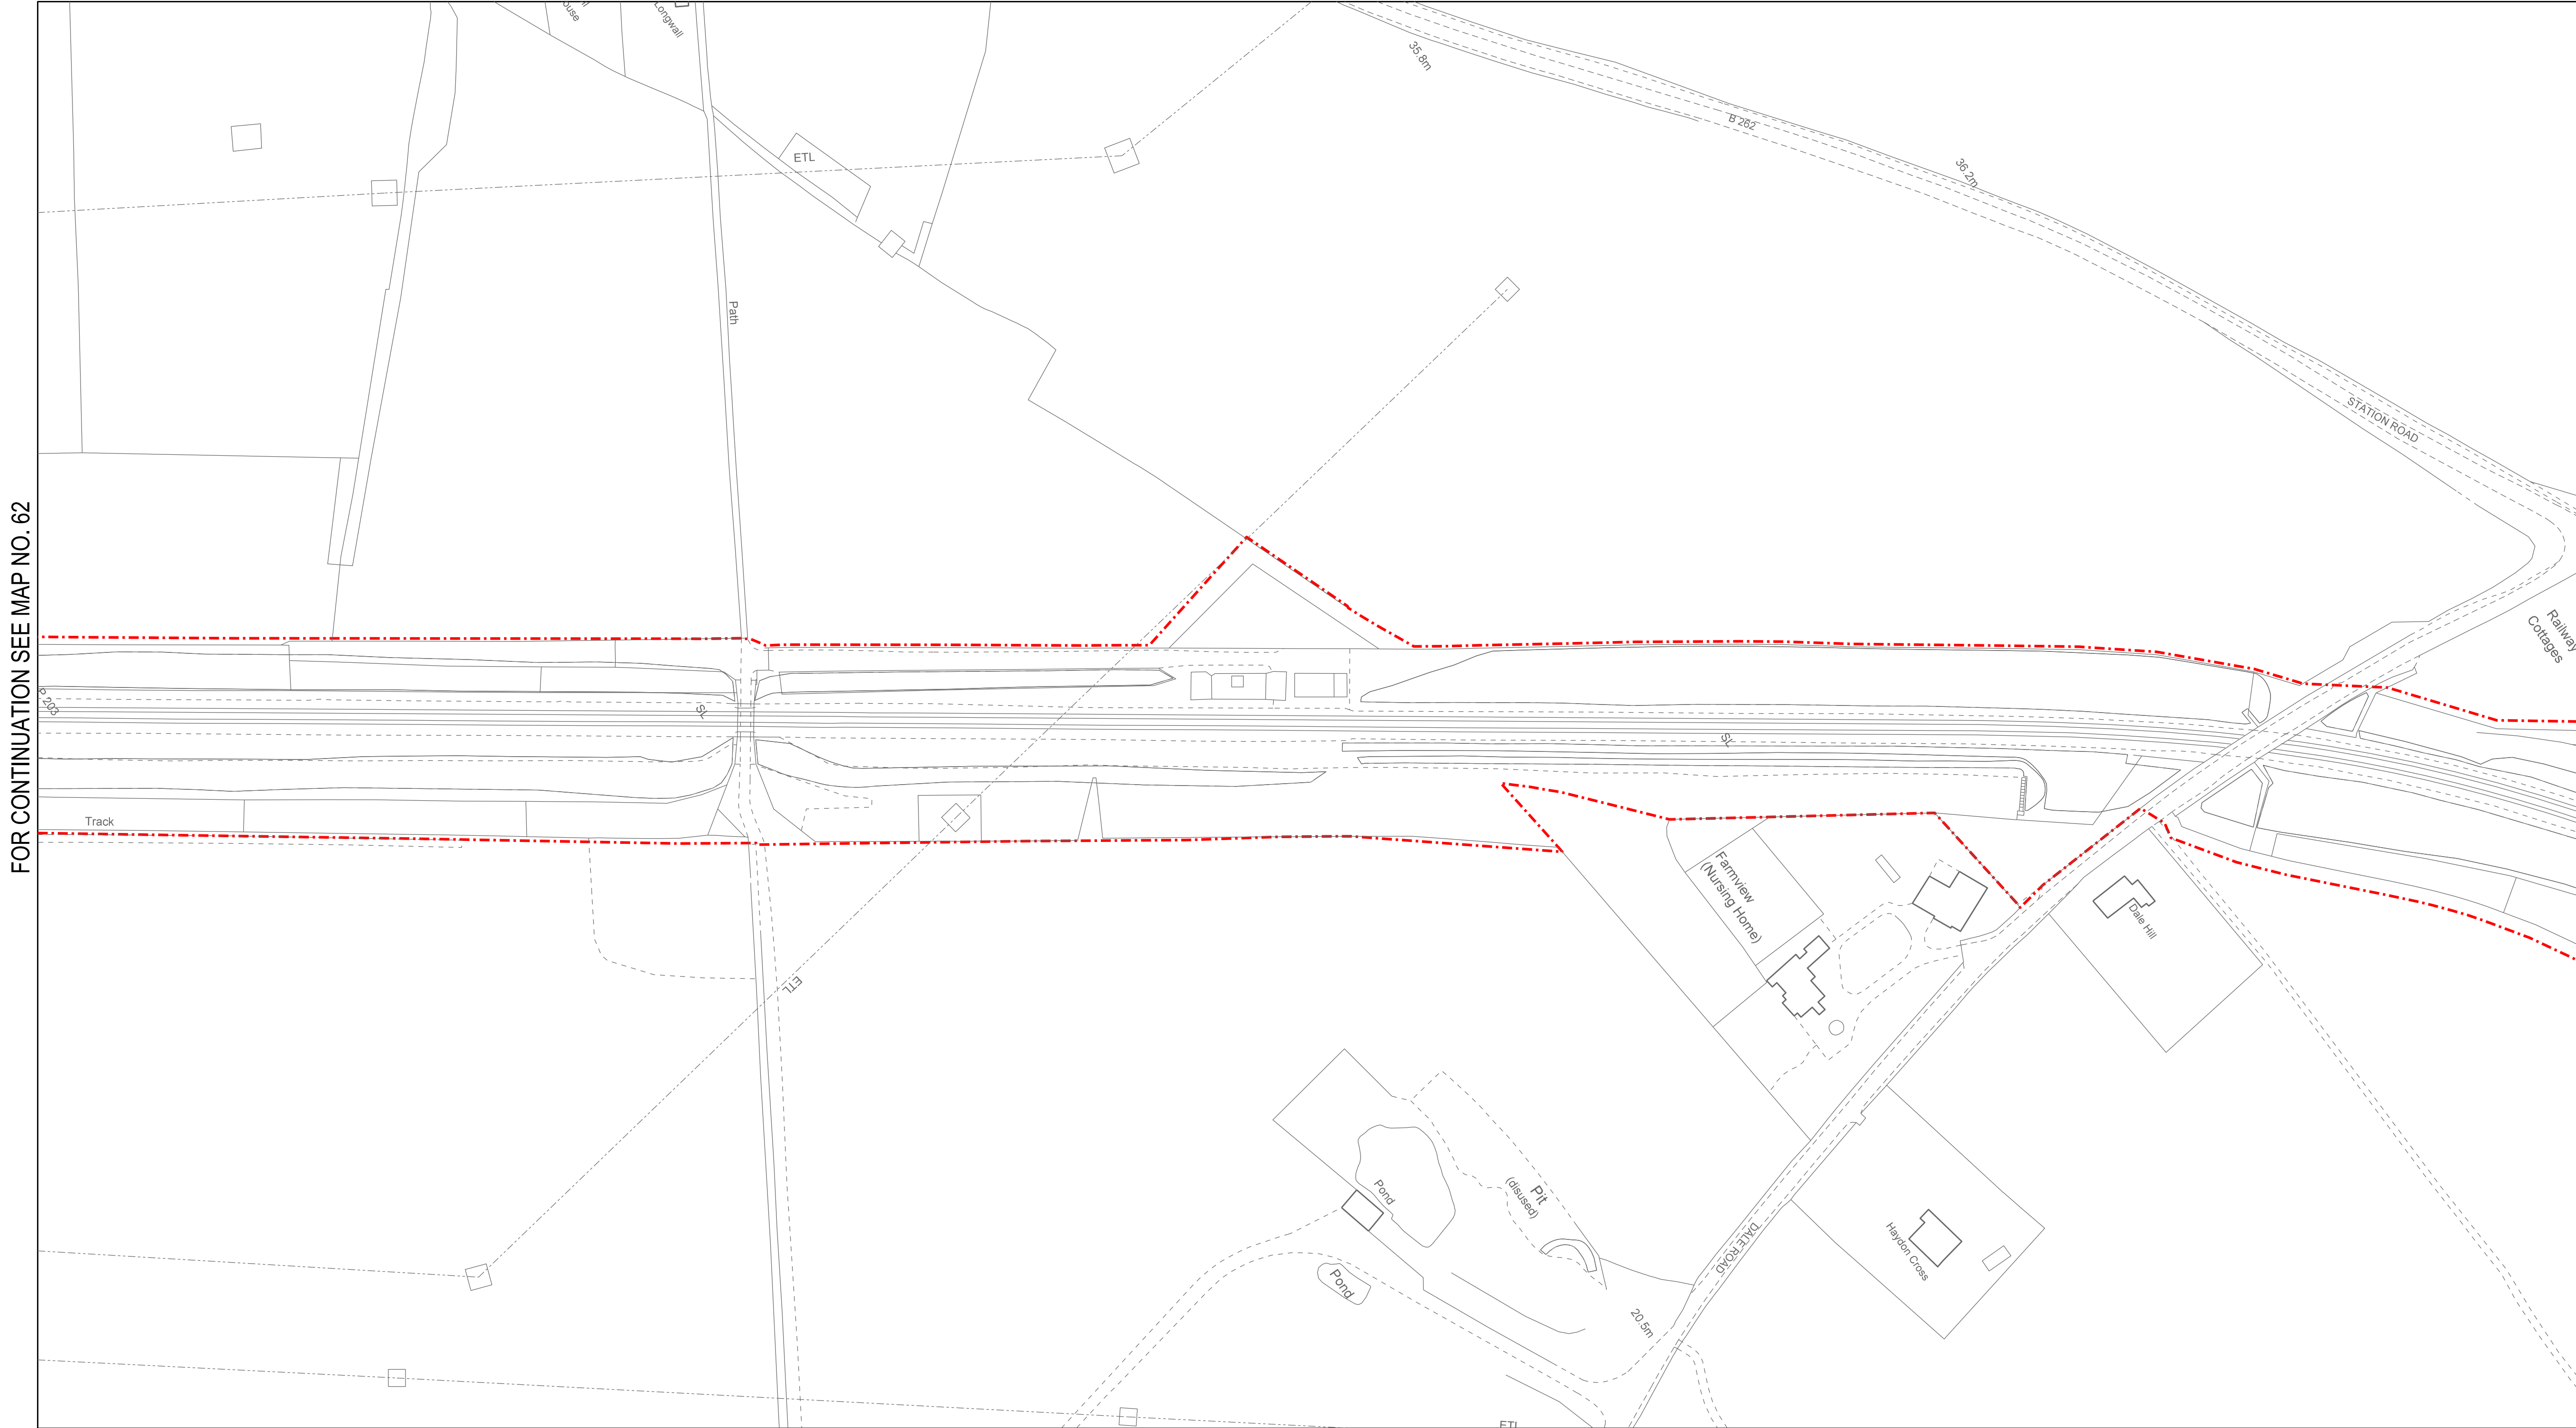 Longwall
35.8m
B 262
ETL
36.2m
Path
STATION ROAD
FOR CONTINUATION SEE MAP NO. 62
Railway
Cottages
P 203
SL
SL
Track
Farmview
(Nursing Home)
Dale Hill
ETL
Pond
Pit
(disused)
DALE ROAD
Haydon Cross
Pond
20.5m
ETL